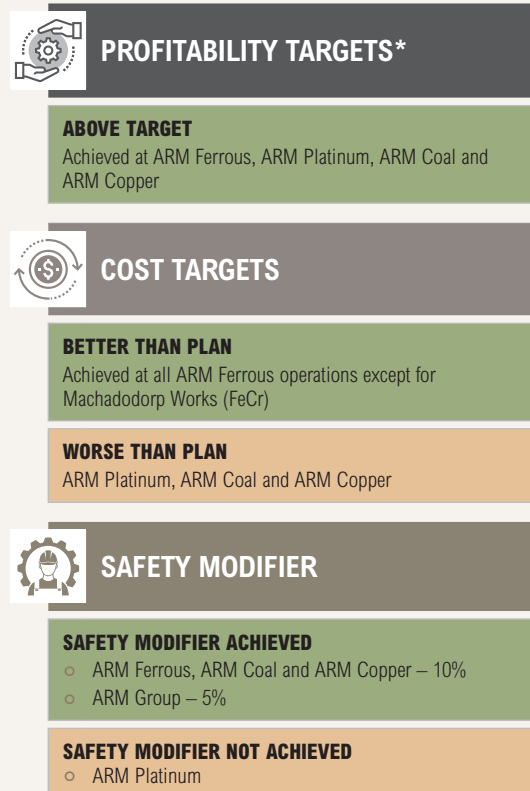 PROFITABILITY TARGETS*
ABOVE TARGET
Achieved at ARM Ferrous, ARM Platinum, ARM Coal and
ARM Copper
$
COST TARGETS
BETTER THAN PLAN
Achieved at all ARM Ferrous operations except for
Machadodorp Works (FeCr)
WORSE THAN PLAN
ARM Platinum, ARM Coal and ARM Copper
SAFETY MODIFIER
SAFETY MODIFIER ACHIEVED
○ ARM Ferrous, ARM Coal and ARM Copper – 10%
○ ARM Group – 5%
SAFETY MODIFIER NOT ACHIEVED
○ ARM Platinum